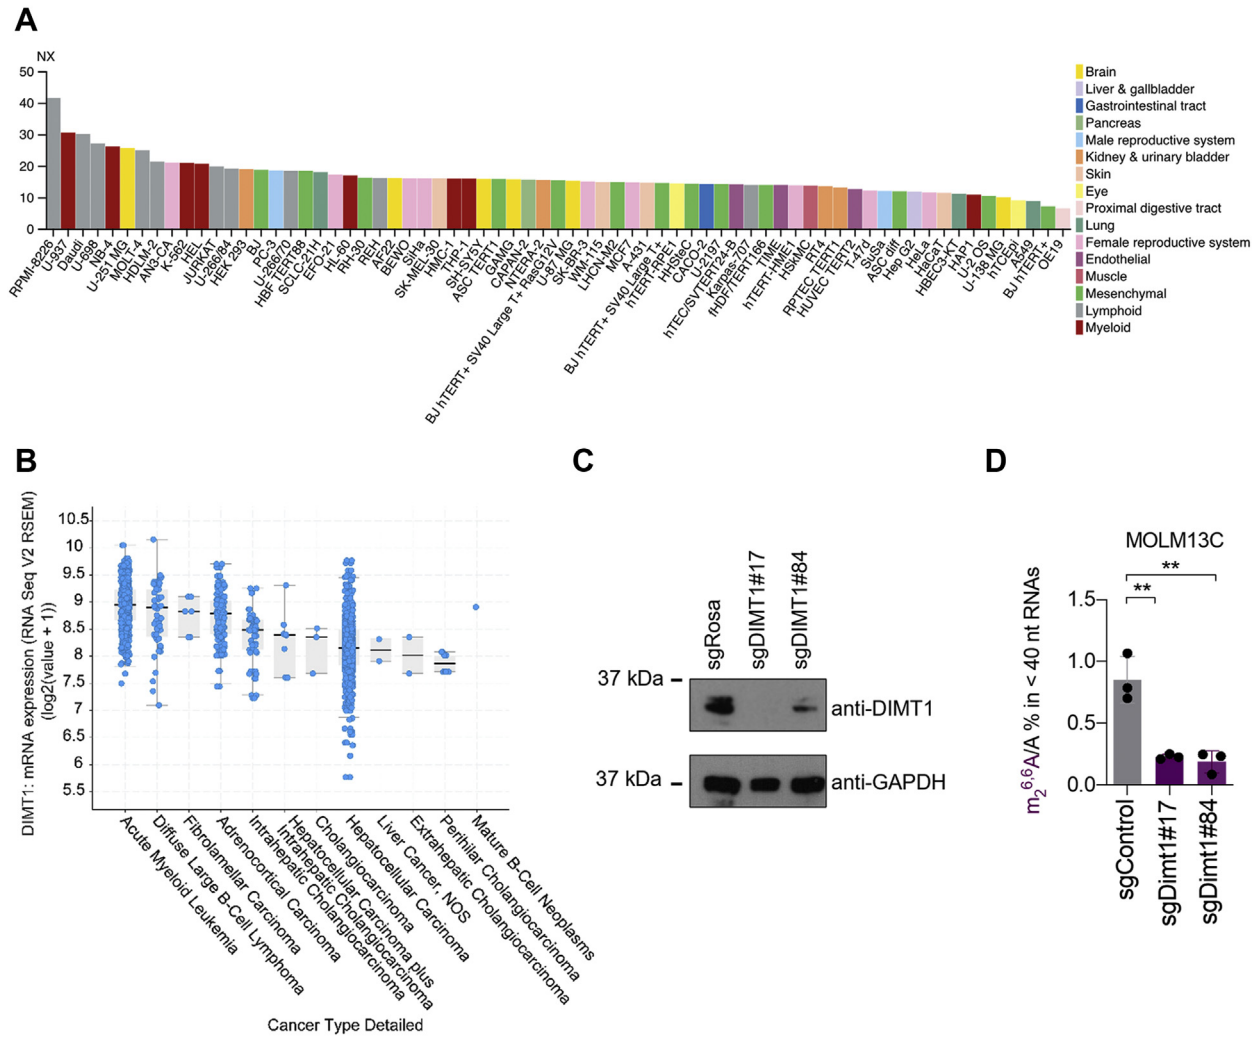 A
NX
50
40
30
20
10
0
RPMI-8226
U-937
Daudi
U-698
NB-4
U-251 MG
MOLT-4
HDLM-2
AN3-CA
K-562
HEL
JURKAT
U-266/84
HEK 293
BJ
PC-3
U-266/70
HBF TERT88
SCLC-21H
EFO-21
HL-60
RH-30
REH
AF22
BEWO
SiHa
SK-MEL-30
HMC-1
THP-1
SH-SY5Y
ASC TERT1
CAMG
CAPAN-2
NTERA-2
BJ hTERT+ SV40 Large T+ RasG12V
U-87 MG
SK-BR-3
WM-115
LHCN-M2
MCF7
A-431
BJ hTERT+ SV40 Large T+
hTERT-RPE1
HHSteC
CACO-2
U-2197
hTEC/SVTERT24-B
Karpas-707
fHDF/TERT166
TIME
hTERT-HME1
HSkMC
RT4
RPTEC TERT1
HUVEC TERT2
T-47d
SuSa
ASC diff
Hep G2
HeLa
HaCaT
HBEC3-KT
HAP1
U-2 OS
U-138 MG
hTCEpi
A549
BJ hTERT+
OE19
Brain
Liver & gallbladder
Gastrointestinal tract
Pancreas
Male reproductive system
Kidney & urinary bladder
Skin
Eye
Proximal digestive tract
Lung
Female reproductive system
Endothelial
Muscle
Mesenchymal
Lymphoid
Myeloid
B
DIMT1: mRNA expression (RNA Seq V2 RSEM)
(log2(value + 1))
10.5
10
9.5
9
8.5
8
7.5
7
6.5
6
5.5
Acute Myeloid Leukemia
Diffuse Large B-Cell Lymphoma
Fibrolamellar Carcinoma
Adrenocortical Carcinoma
Intrahepatic Cholangiocarcinoma
Hepatocellular Carcinoma plus
Intrahepatic Cholangiocarcinoma
Cholangiocarcinoma
Hepatocellular Carcinoma
Liver Cancer, NOS
Extrahepatic Cholangiocarcinoma
Perihilar Cholangiocarcinoma
Mature B-Cell Neoplasms
Cancer Type Detailed
C
sgRosa
sgDIMT1#17
sgDIMT1#84
37 kDa
anti-DIMT1
37 kDa
anti-GAPDH
D
MOLM13C
**
**
m₂⁶,⁶A/A % in < 40 nt RNAs
1.5
1.0
0.5
0.0
sgControl
sgDimt1#17
sgDimt1#84